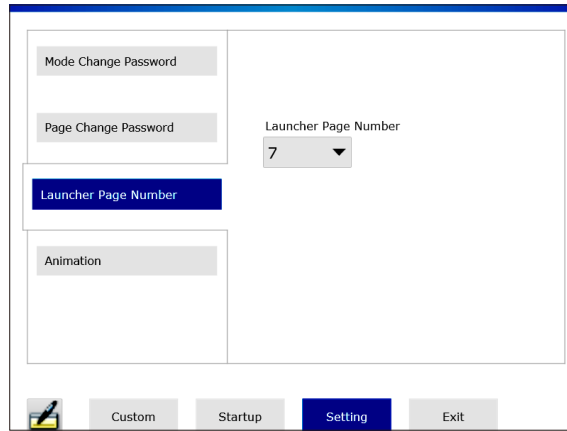 Mode Change Password
Page Change Password
Launcher Page Number
7
Launcher Page Number
Animation
Custom
Startup
Setting
Exit